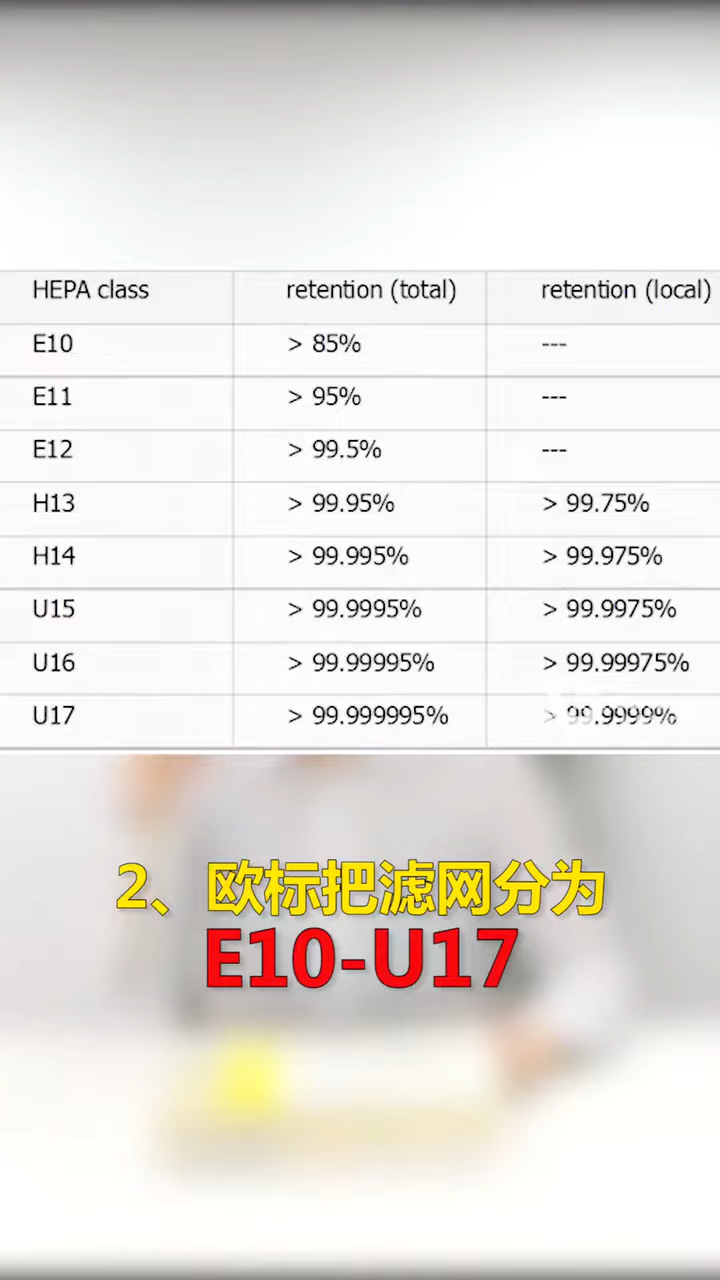 HEPA class retention (total) retention (local)
E10 > 85% ---
E11 > 95% ---
E12 > 99.5% ---
H13 > 99.95% > 99.75%
H14 > 99.995% > 99.975%
U15 > 99.9995% > 99.9975%
U16 > 99.99995% > 99.99975%
U17 > 99.999995% > 99.9999%
2、欧标把滤网分为
E10-U17